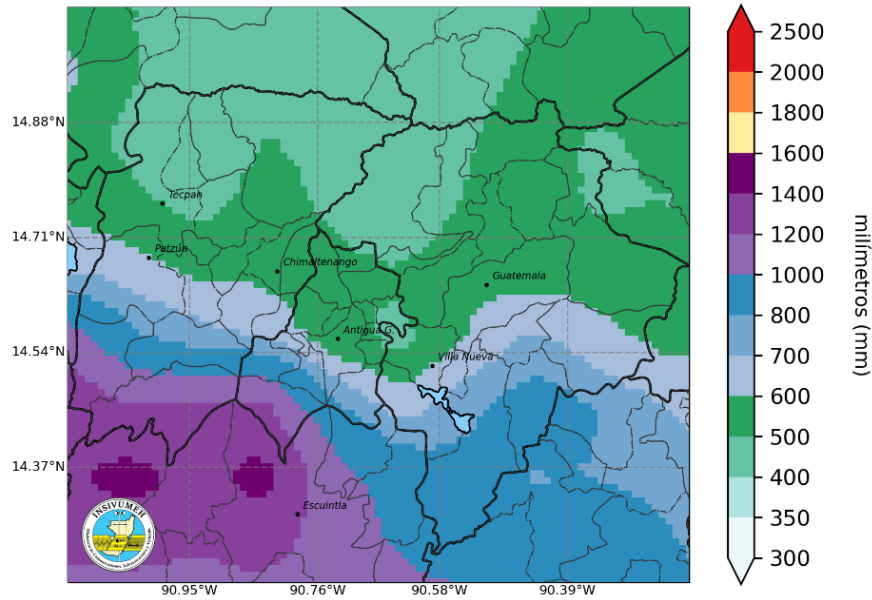 14.88°N
14.71°N
14.54°N
14.37°N
90.95°W
90.76°W
90.58°W
90.39°W
Tecpán
Patzún
Chimaltenango
Guatemala
Antigua G.
Villa Nueva
Escuintla
INSIVUMEH
2500
2000
1800
1600
1400
1200
1000
800
700
600
500
400
350
300
milímetros (mm)